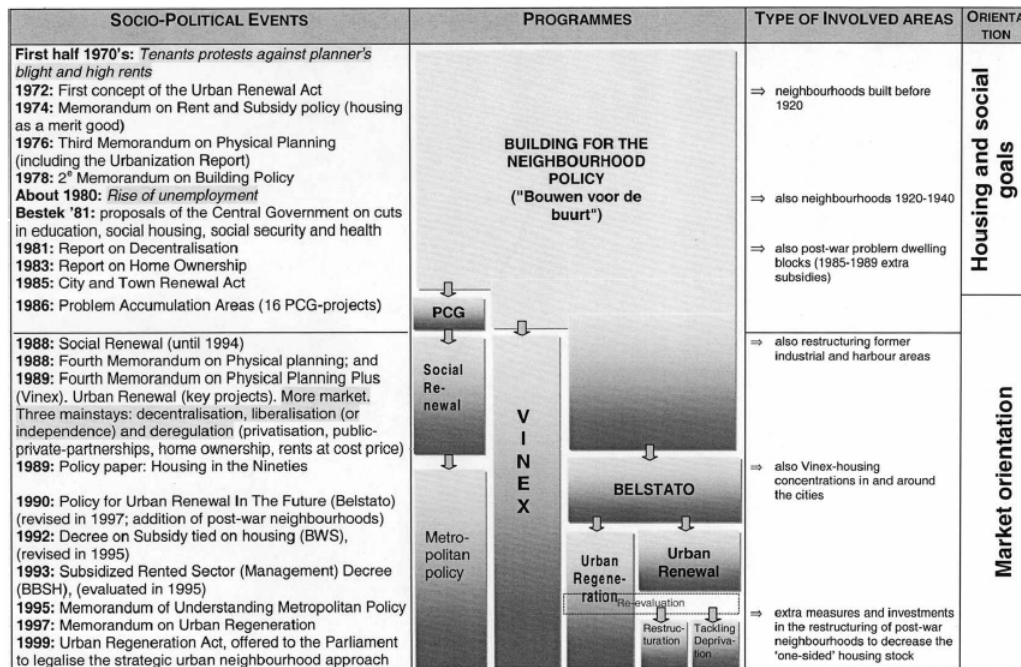 SOCIO-POLITICAL EVENTS
PROGRAMMES
TYPE OF INVOLVED AREAS
ORIENTA
TION
First half 1970's: Tenants protests against planner's
blight and high rents
1972: First concept of the Urban Renewal Act
1974: Memorandum on Rent and Subsidy policy (housing
as a merit good)
1976: Third Memorandum on Physical Planning
(including the Urbanization Report)
1978: 2e Memorandum on Building Policy
About 1980: Rise of unemployment
Bestek '81: proposals of the Central Government on cuts
in education, social housing, social security and health
1981: Report on Decentralisation
1983: Report on Home Ownership
1985: City and Town Renewal Act
1986: Problem Accumulation Areas (16 PCG-projects)
1988: Social Renewal (until 1994)
1988: Fourth Memorandum on Physical planning; and
1989: Fourth Memorandum on Physical Planning Plus
(Vinex). Urban Renewal (key projects). More market.
Three mainstays: decentralisation, liberalisation (or
independence) and deregulation (privatisation, public-
private-partnerships, home ownership, rents at cost price)
1989: Policy paper: Housing in the Nineties
1990: Policy for Urban Renewal In The Future (Belstato)
(revised in 1997; addition of post-war neighbourhoods)
1992: Decree on Subsidy tied on housing (BWS),
(revised in 1995)
1993: Subsidized Rented Sector (Management) Decree
(BBSH), (evaluated in 1995)
1995: Memorandum of Understanding Metropolitan Policy
1997: Memorandum on Urban Regeneration
1999: Urban Regeneration Act, offered to the Parliament
to legalise the strategic urban neighbourhood approach
BUILDING FOR THE
NEIGHBOURHOOD
POLICY
("Bouwen voor de
buurt")
PCG
Social
Re-
newal
Metro-
politan
policy
VINEX
BELSTATO
Urban
Regene-
ration
Urban
Renewal
Re-evaluation
Restruc-
turation
Tackling
Depriva-
tion
⇒ neighbourhoods built before
1920
⇒ also neighbourhoods 1920-1940
⇒ also post-war problem dwelling
blocks (1985-1989 extra
subsidies)
⇒ also restructuring former
industrial and harbour areas
⇒ also Vinex-housing
concentrations in and around
the cities
⇒ extra measures and investments
in the restructuring of post-war
neighbourhoods to decrease the
'one-sided' housing stock
Housing and social
goals
Market orientation